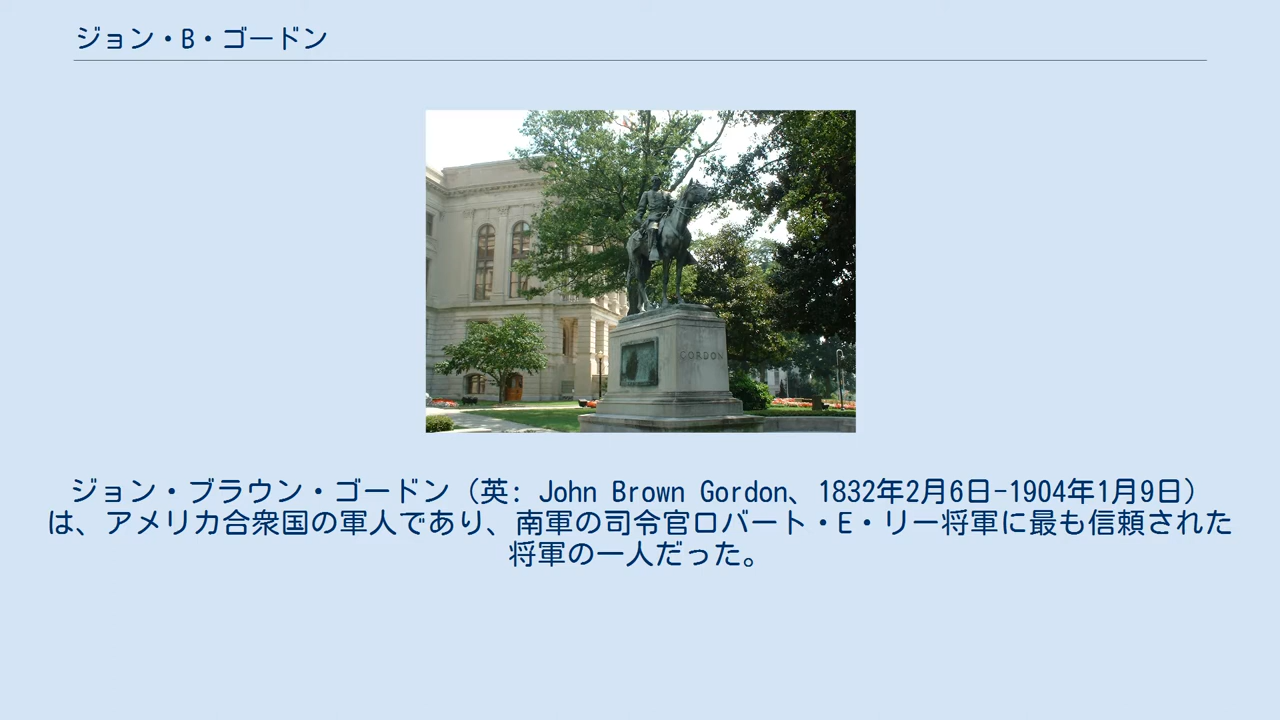 ジョン・B・ゴードン
GORDON
ジョン・ブラウン・ゴードン（英: John Brown Gordon、1832年2月6日-1904年1月9日）
は、アメリカ合衆国の軍人であり、南軍の司令官ロバート・E・リー将軍に最も信頼された
将軍の一人だった。